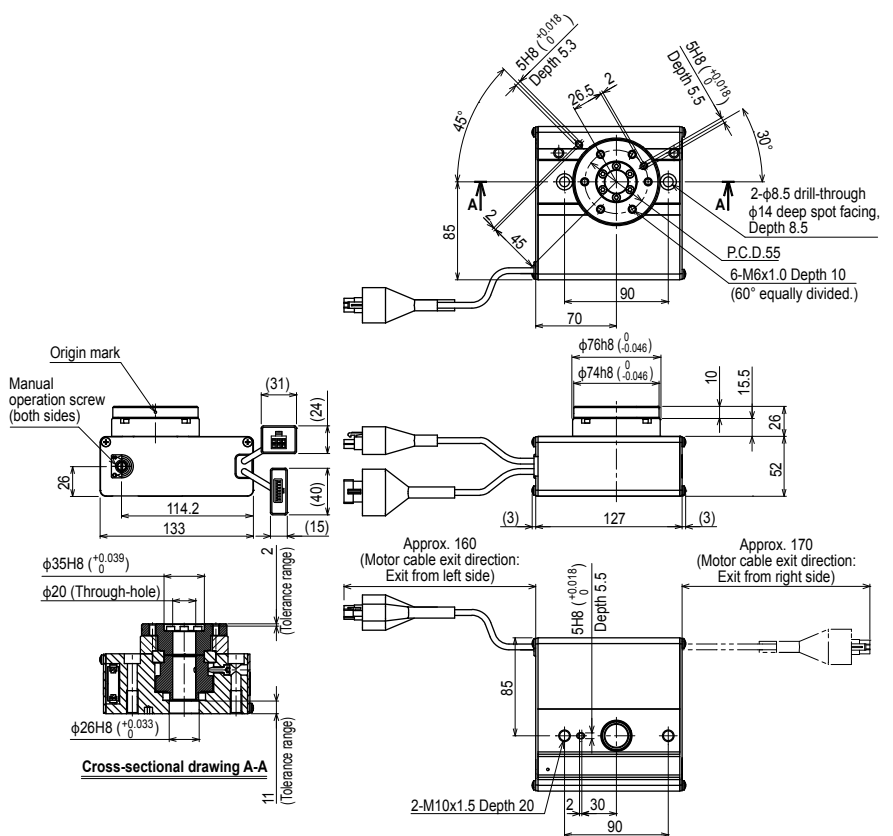 5H8 (+0.018 0)
Depth 5.3
2
26.5
5H8 (+0.018 0)
Depth 5.5
45°
30°
A
A
85
2
45
2-φ8.5 drill-through
φ14 deep spot facing,
Depth 8.5
P.C.D.55
6-M6x1.0 Depth 10
(60° equally divided.)
90
70
Origin mark
Manual
operation screw
(both sides)
(31)
(24)
26
114.2
133
(40)
(15)
φ76h8 (0 -0.046)
φ74h8 (0 -0.046)
10
15.5
26
52
(3)
127
(3)
φ35H8 (+0.039 0)
φ20 (Through-hole)
2
(Tolerance range)
φ26H8 (+0.033 0)
11
(Tolerance range)
Cross-sectional drawing A-A
Approx. 160
(Motor cable exit direction:
Exit from left side)
Approx. 170
(Motor cable exit direction:
Exit from right side)
5H8 (+0.018 0)
Depth 5.5
85
2-M10x1.5 Depth 20
2
30
90